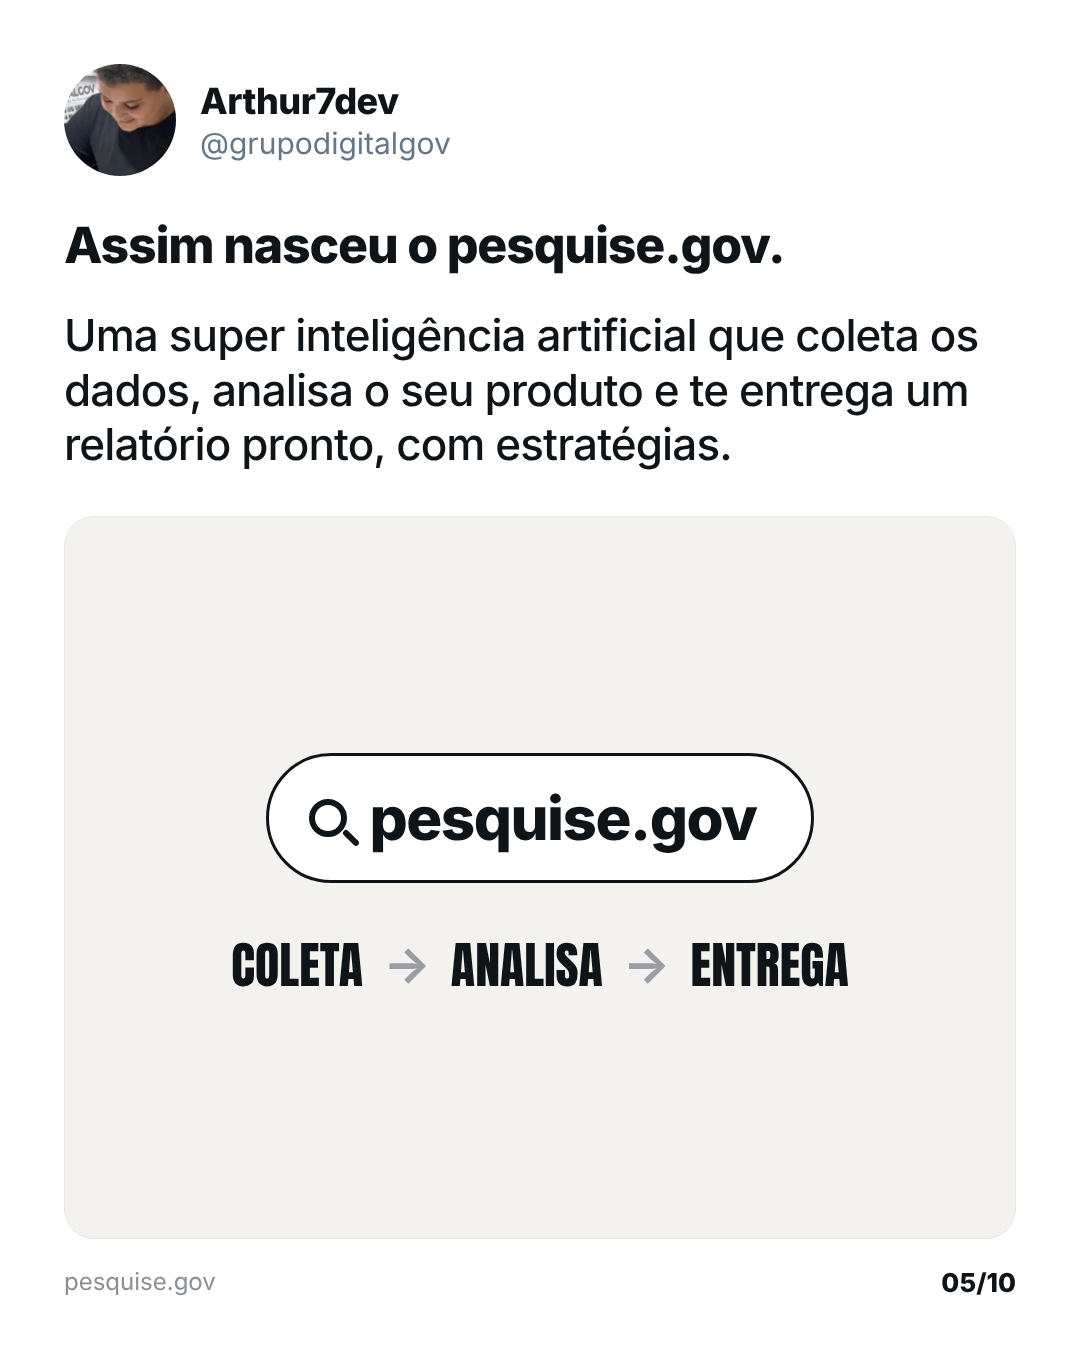 Arthur7dev
@grupodigitalgov
Assim nasceu o pesquise.gov.
Uma super inteligência artificial que coleta os
dados, analisa o seu produto e te entrega um
relatório pronto, com estratégias.
pesquise.gov
COLETA → ANALISA → ENTREGA
pesquise.gov
05/10